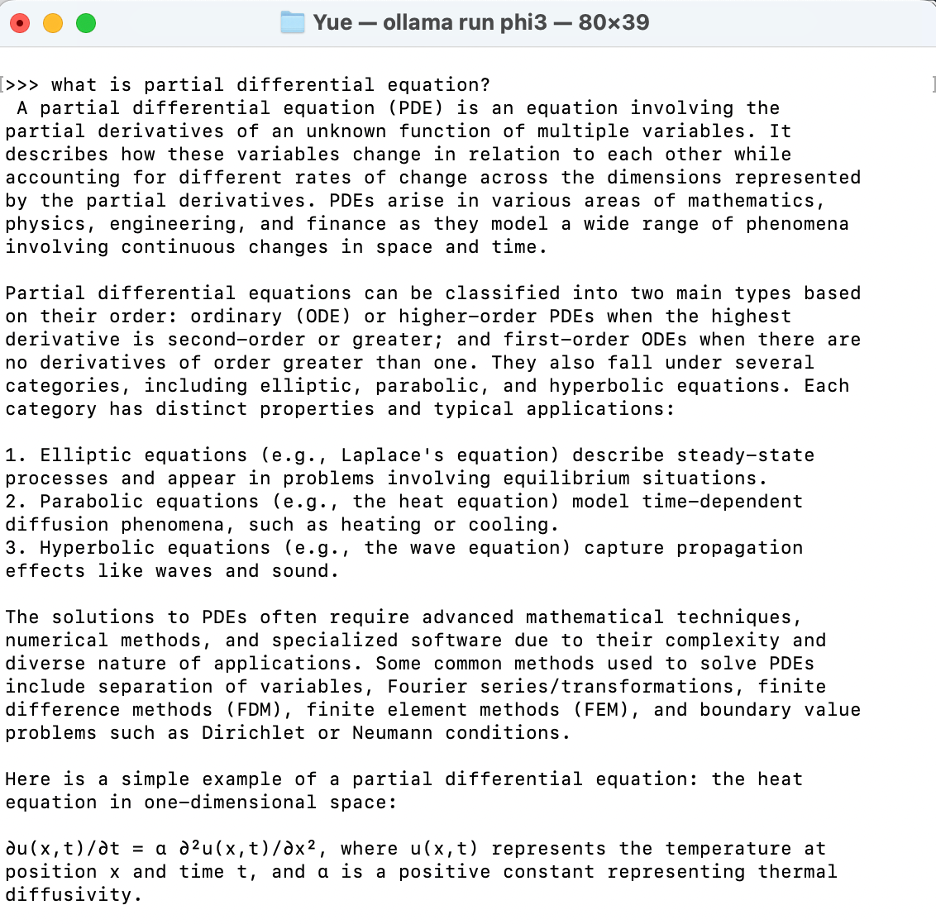 Yue — ollama run phi3 — 80×39
[>>> what is partial differential equation? ]
A partial differential equation (PDE) is an equation involving the
partial derivatives of an unknown function of multiple variables. It
describes how these variables change in relation to each other while
accounting for different rates of change across the dimensions represented
by the partial derivatives. PDEs arise in various areas of mathematics,
physics, engineering, and finance as they model a wide range of phenomena
involving continuous changes in space and time.
Partial differential equations can be classified into two main types based
on their order: ordinary (ODE) or higher-order PDEs when the highest
derivative is second-order or greater; and first-order ODEs when there are
no derivatives of order greater than one. They also fall under several
categories, including elliptic, parabolic, and hyperbolic equations. Each
category has distinct properties and typical applications:
1. Elliptic equations (e.g., Laplace's equation) describe steady-state
processes and appear in problems involving equilibrium situations.
2. Parabolic equations (e.g., the heat equation) model time-dependent
diffusion phenomena, such as heating or cooling.
3. Hyperbolic equations (e.g., the wave equation) capture propagation
effects like waves and sound.
The solutions to PDEs often require advanced mathematical techniques,
numerical methods, and specialized software due to their complexity and
diverse nature of applications. Some common methods used to solve PDEs
include separation of variables, Fourier series/transformations, finite
difference methods (FDM), finite element methods (FEM), and boundary value
problems such as Dirichlet or Neumann conditions.
Here is a simple example of a partial differential equation: the heat
equation in one-dimensional space:
∂u(x,t)/∂t = α ∂²u(x,t)/∂x², where u(x,t) represents the temperature at
position x and time t, and α is a positive constant representing thermal
diffusivity.